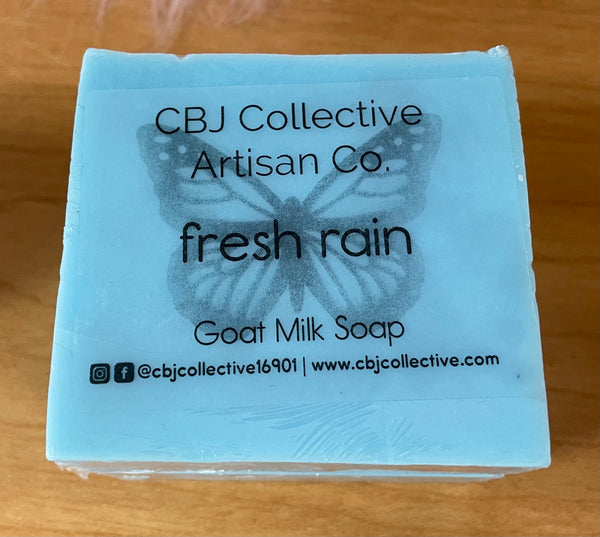 CBJ Collective
Artisan Co.
fresh rain
Goat Milk Soap
@cbjcollective16901 | www.cbjcollective.com